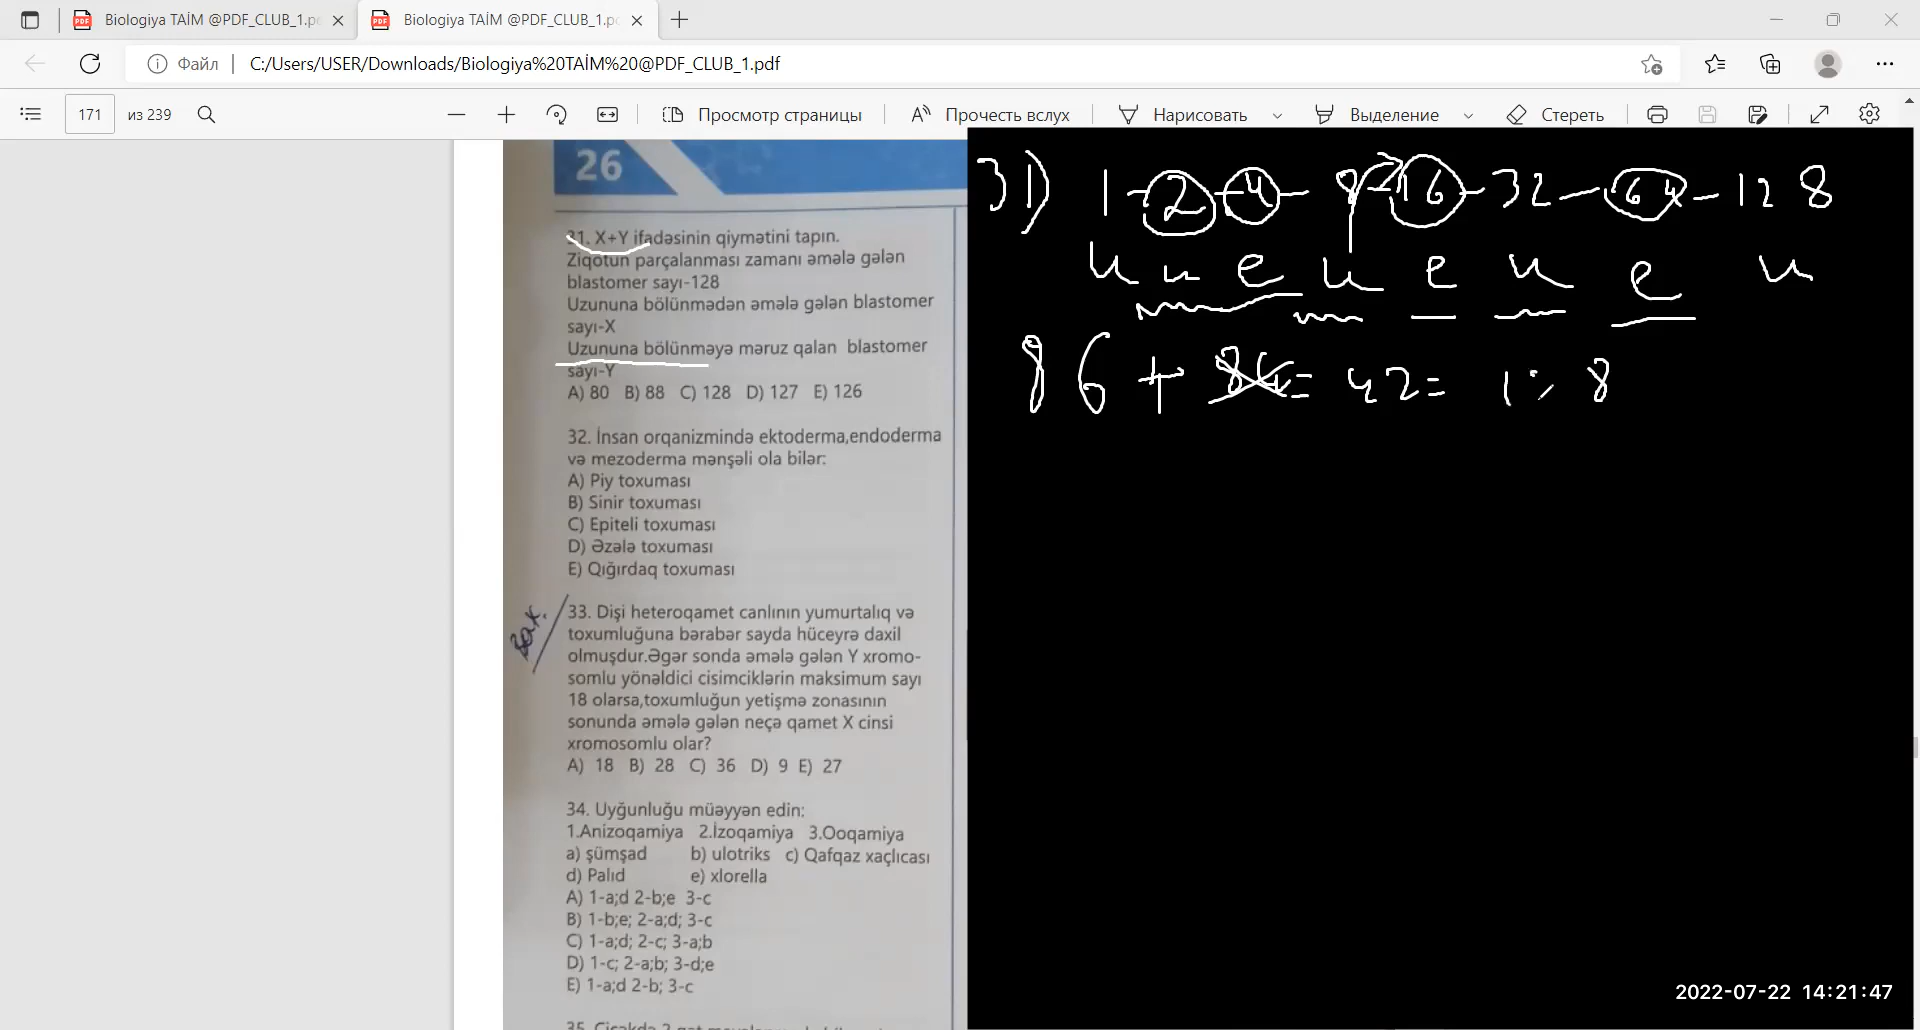 Biologiya TAİM @PDF_CLUB_1.p
Biologiya TAİM @PDF_CLUB_1.p
Файл
C:/Users/USER/Downloads/Biologiya%20TAİM%20@PDF_CLUB_1.pdf
171 из 239
Просмотр страницы
Прочесть вслух
Нарисовать
Выделение
Стереть
26
31. X+Y ifadəsinin qiymətini tapın.
Ziqotun parçalanması zamanı əmələ gələn
blastomer sayı-128
Uzununa bölünmədən əmələ gələn blastomer
sayı-X
Uzununa bölünməyə məruz qalan blastomer
sayı-Y
A) 80 B) 88 C) 128 D) 127 E) 126
32. İnsan orqanizmində ektoderma,endoderma
və mezoderma mənşəli ola bilər:
A) Piy toxuması
B) Sinir toxuması
C) Epiteli toxuması
D) Əzələ toxuması
E) Qığırdaq toxuması
33. Dişi heteroqamet canlının yumurtalıq və
toxumluğuna bərabər sayda hüceyrə daxil
olmuşdur.Əgər sonda əmələ gələn Y xromo-
somlu yönəldici cisimciklərin maksimum sayı
18 olarsa,toxumluğun yetişmə zonasının
sonunda əmələ gələn neçə qamet X cinsi
xromosomlu olar?
A) 18 B) 28 C) 36 D) 9 E) 27
34. Uyğunluğu müəyyən edin:
1.Anizoqamiya 2.İzoqamiya 3.Ooqamiya
a) şümşad b) ulotriks c) Qafqaz xaçlıcası
d) Palıd e) xlorella
A) 1-a;d 2-b;e 3-c
B) 1-b;e; 2-a;d; 3-c
C) 1-a;d; 2-c; 3-a;b
D) 1-c; 2-a;b; 3-d;e
E) 1-a;d 2-b; 3-c
31) 1-2-4-8-16-32-64-128
u u e u e u e u
86 + = 42 = 1 8
2022-07-22 14:21:47